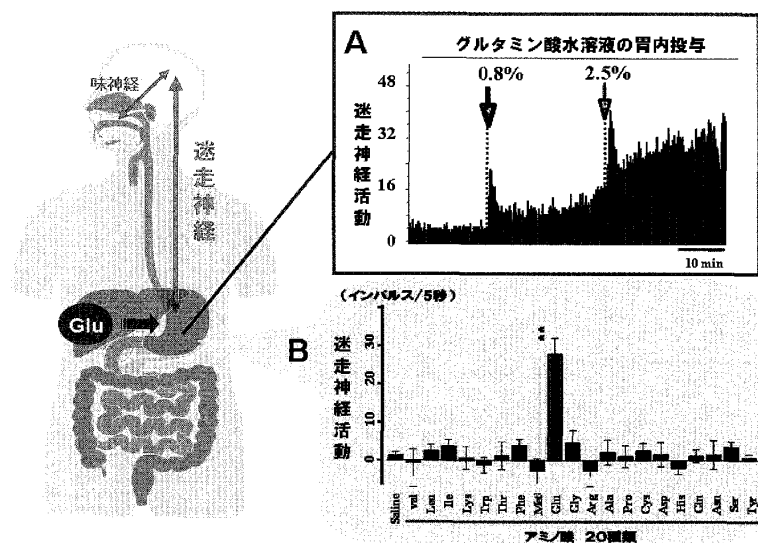 味神経
迷走神経
Glu
A
グルタミン酸水溶液の胃内投与
0.8%
2.5%
迷走神経活動
48
32
16
0
10 min
B
(インパルス/5秒)
迷走神経活動
30
20
10
0
**
Saline
val
Leu
Ile
Lys
Trp
Thr
Phe
Met
Glu
Gly
Arg
Ala
Pro
Cys
Asp
His
Gln
Asn
Ser
Tyr
アミノ酸 20種類